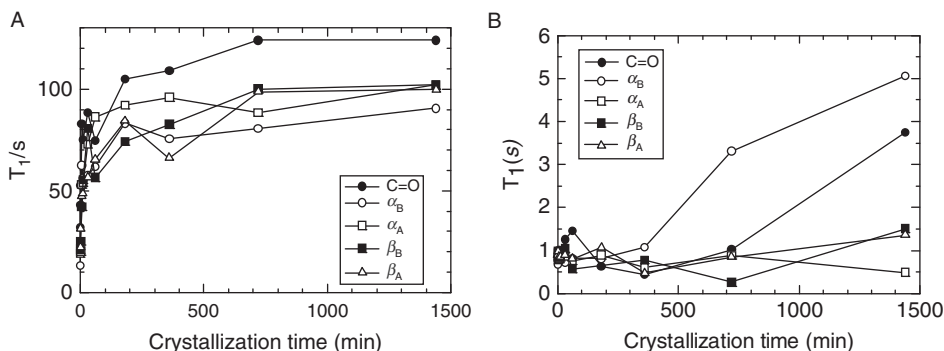 A
T₁/s
100
50
0
0
500
1000
1500
Crystallization time (min)
C=O
αB
αA
βB
βA
B
T₁(s)
6
5
4
3
2
1
0
0
500
1000
1500
Crystallization time (min)
C=O
αB
αA
βB
βA